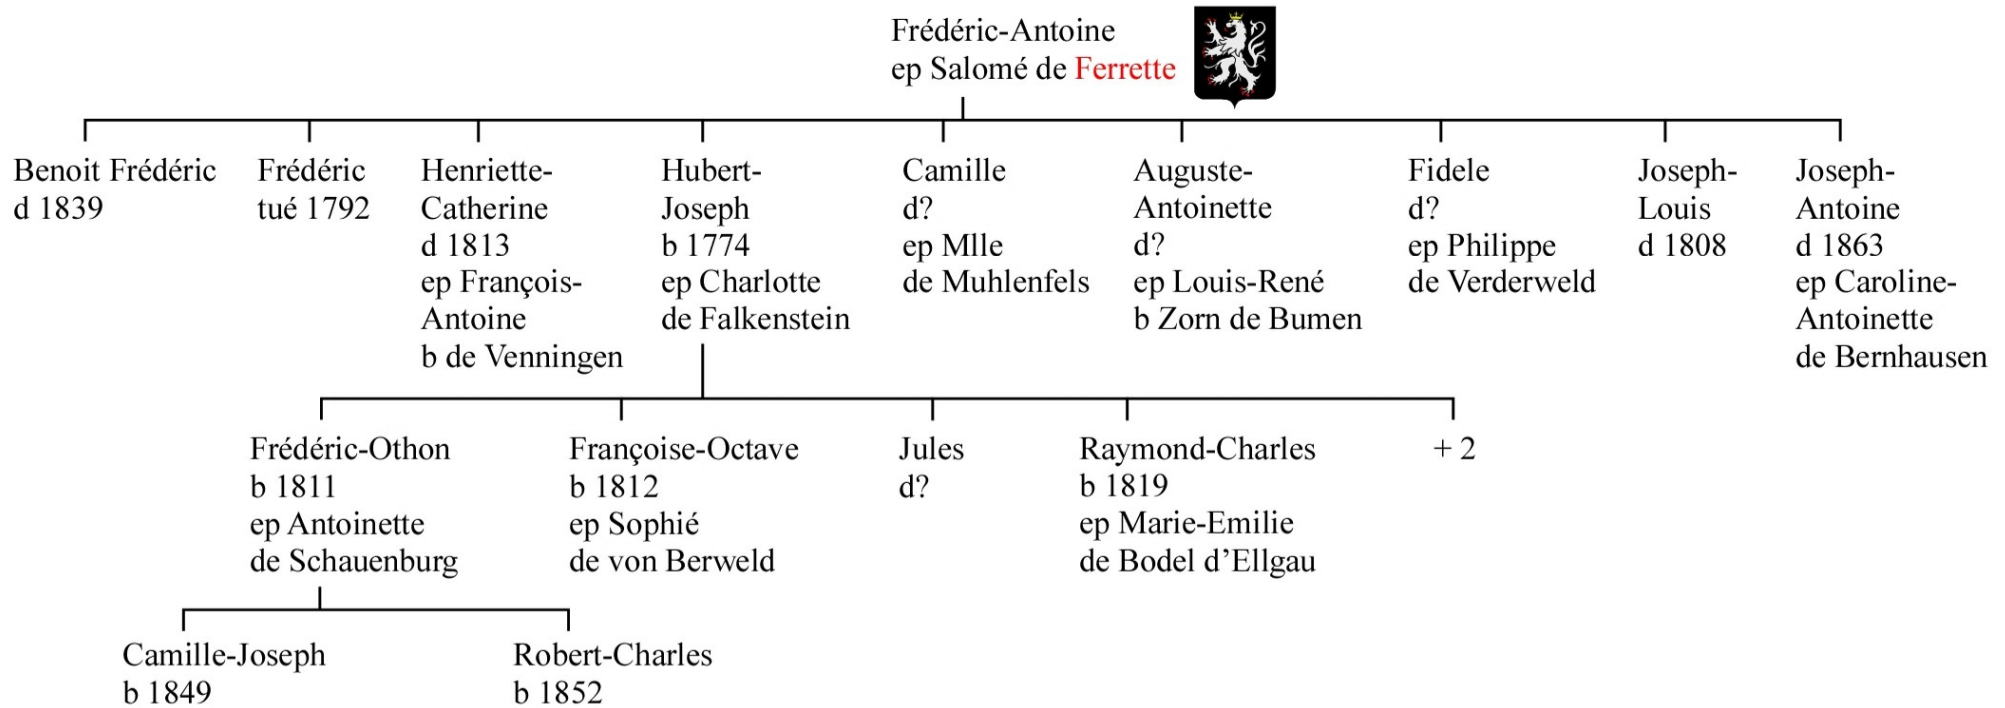 Frédéric-Antoine
ep Salomé de Ferrette
Benoit Frédéric
d 1839
Frédéric
tué 1792
Henriette-
Catherine
d 1813
ep François-
Antoine
b de Venningen
Hubert-
Joseph
b 1774
ep Charlotte
de Falkenstein
Camille
d?
ep Mlle
de Muhlenfels
Auguste-
Antoinette
d?
ep Louis-René
b Zorn de Bumen
Fidele
d?
ep Philippe
de Verderweld
Joseph-
Louis
d 1808
Joseph-
Antoine
d 1863
ep Caroline-
Antoinette
de Bernhausen
Frédéric-Othon
b 1811
ep Antoinette
de Schauenburg
Françoise-Octave
b 1812
ep Sophié
de von Berweld
Jules
d?
Raymond-Charles
b 1819
ep Marie-Emilie
de Bodel d’Ellgau
+ 2
Camille-Joseph
b 1849
Robert-Charles
b 1852